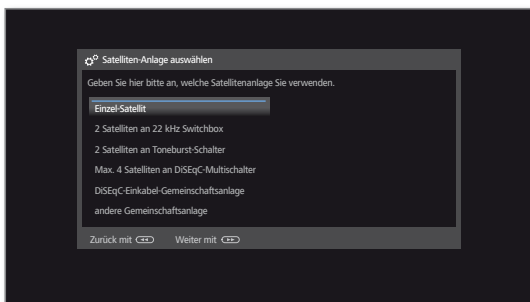 Satelliten-Anlage auswählen
Geben Sie hier bitte an, welche Satellitenanlage Sie verwenden.
Einzel-Satellit
2 Satelliten an 22 kHz Switchbox
2 Satelliten an Toneburst-Schalter
Max. 4 Satelliten an DiSEqC-Multischalter
DiSEqC-Einkabel-Gemeinschaftsanlage
andere Gemeinschaftsanlage
Zurück mit Weiter mit